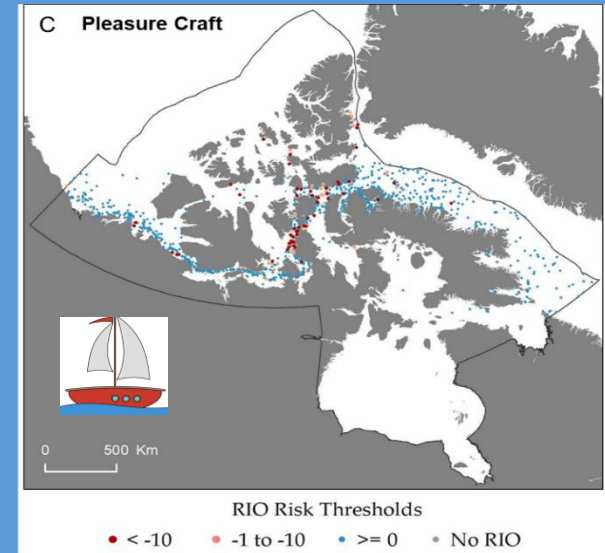 C Pleasure Craft
0 500 Km
RIO Risk Thresholds
< -10 -1 to -10 >= 0 No RIO